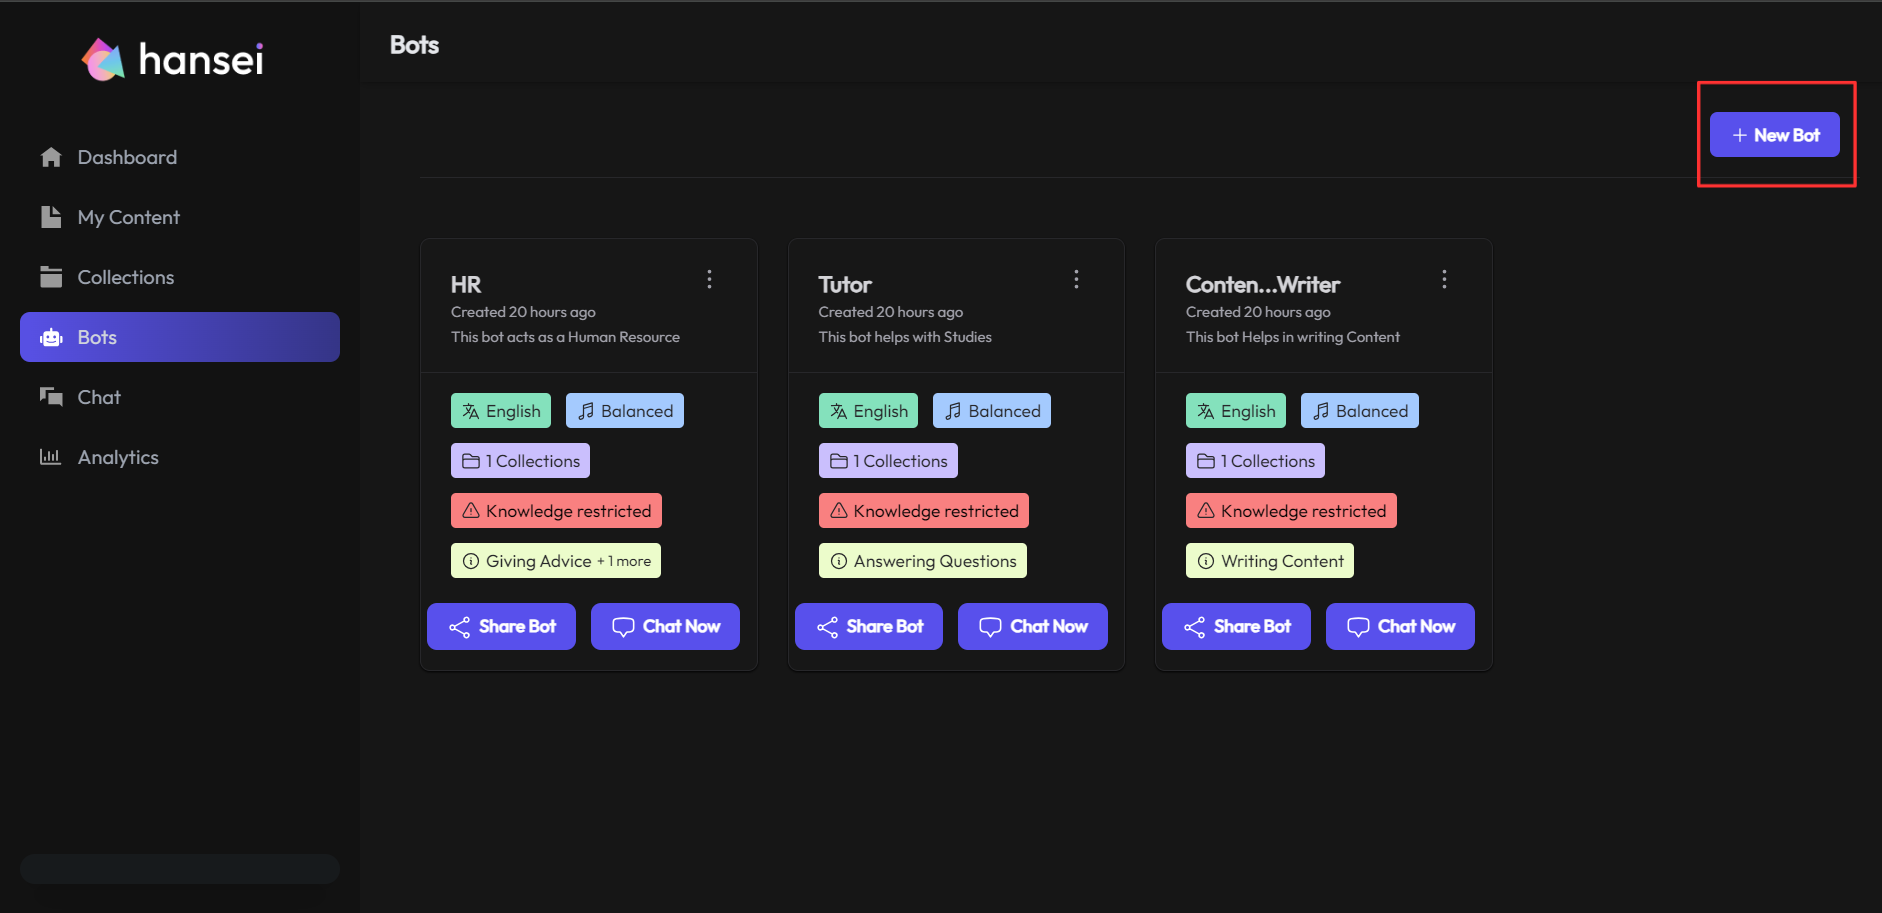 hansei
Dashboard
My Content
Collections
Bots
Chat
Analytics
Bots
+ New Bot
HR
Created 20 hours ago
This bot acts as a Human Resource
English
Balanced
1 Collections
Knowledge restricted
Giving Advice + 1 more
Share Bot
Chat Now
Tutor
Created 20 hours ago
This bot helps with Studies
English
Balanced
1 Collections
Knowledge restricted
Answering Questions
Share Bot
Chat Now
Conten...Writer
Created 20 hours ago
This bot Helps in writing Content
English
Balanced
1 Collections
Knowledge restricted
Writing Content
Share Bot
Chat Now